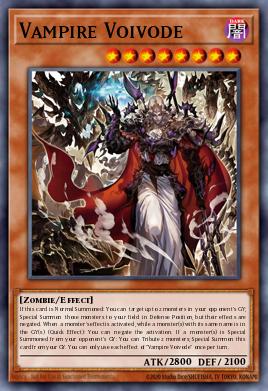 Vampire Voivode
DARK
闇
[Zombie/Effect]
If this card is Normal Summoned: You can target up to 2 monsters in your opponent's GY;
Special Summon those monsters to your field in Defense Position, but their effects are
negated. When a monster's effect is activated, while a monster(s) with its same name is in
the GY(s) (Quick Effect): You can negate the activation. If a monster(s) is Special
Summoned from your opponent's GY: You can Tribute 2 monsters; Special Summon this
card from your GY. You can only use each effect of "Vampire Voivode" once per turn.
ATK/2800 DEF/2100
©2020 Studio Dice/SHUEISHA, TV TOKYO, KONAMI